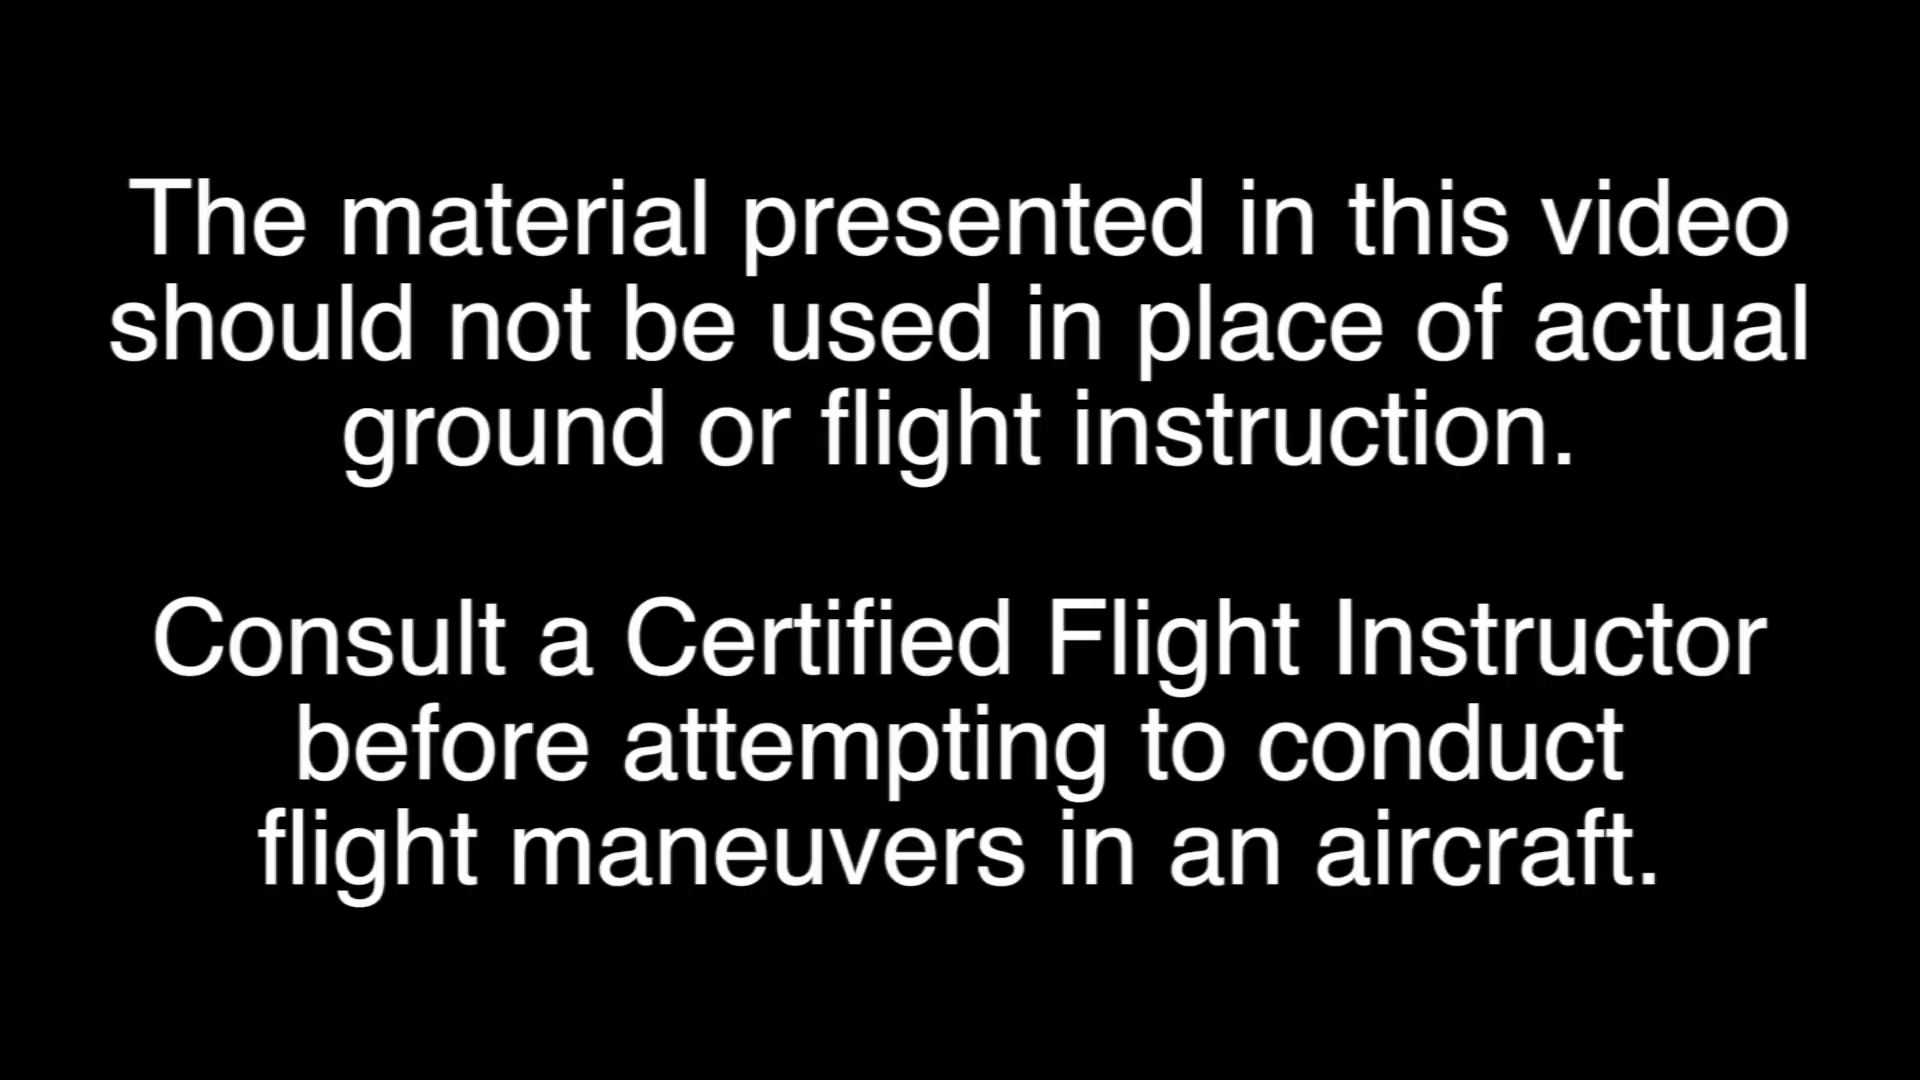 The material presented in this video
should not be used in place of actual
ground or flight instruction.
Consult a Certified Flight Instructor
before attempting to conduct
flight maneuvers in an aircraft.